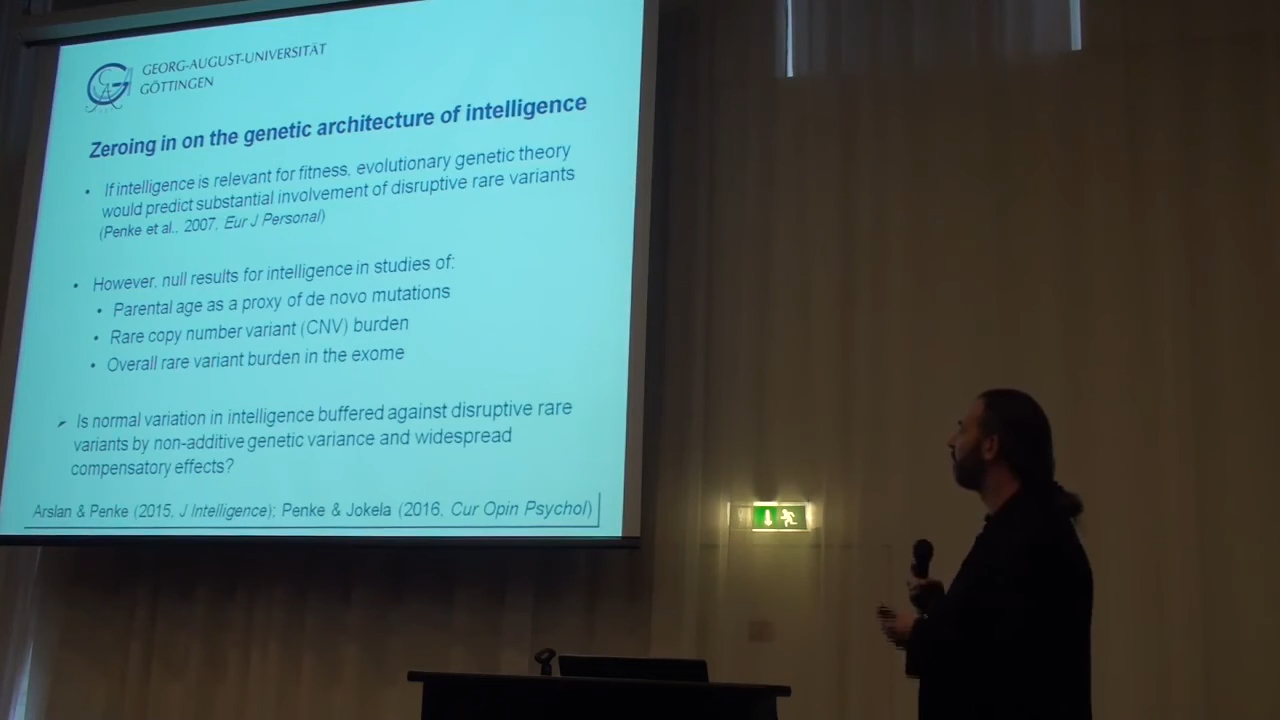 GEORG-AUGUST-UNIVERSITÄT
GÖTTINGEN
Zeroing in on the genetic architecture of intelligence
• If intelligence is relevant for fitness, evolutionary genetic theory
would predict substantial involvement of disruptive rare variants
(Penke et al., 2007, Eur J Personal)
• However, null results for intelligence in studies of:
• Parental age as a proxy of de novo mutations
• Rare copy number variant (CNV) burden
• Overall rare variant burden in the exome
➢ Is normal variation in intelligence buffered against disruptive rare
variants by non-additive genetic variance and widespread
compensatory effects?
Arslan & Penke (2015, J Intelligence); Penke & Jokela (2016, Cur Opin Psychol)